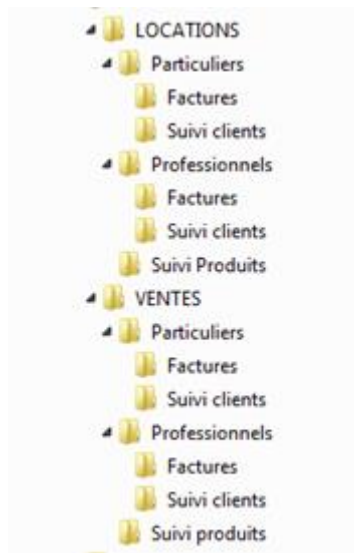 LOCATIONS
Particuliers
Factures
Suivi clients
Professionnels
Factures
Suivi clients
Suivi Produits
VENTES
Particuliers
Factures
Suivi clients
Professionnels
Factures
Suivi clients
Suivi produits